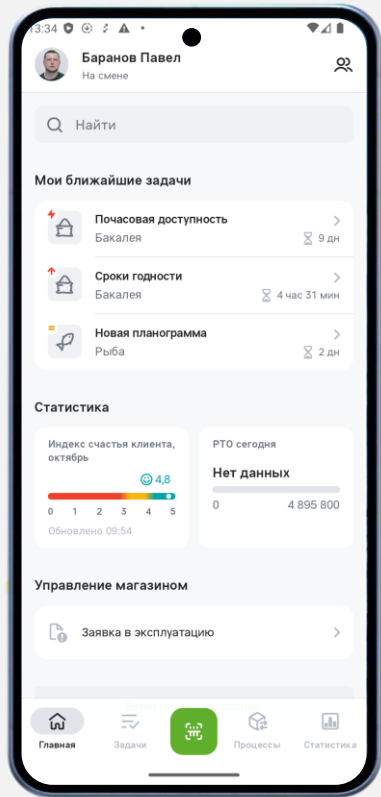 13:34
Баранов Павел
На смене
Найти
Мои ближайшие задачи
Почасовая доступность
Бакалея
9 дн
Сроки годности
Бакалея
4 час 31 мин
Новая планограмма
Рыба
2 дн
Статистика
Индекс счастья клиента,
октябрь
4,8
0 1 2 3 4 5
Обновлено 09:54
РТО сегодня
Нет данных
0 4 895 800
Управление магазином
Заявка в эксплуатацию
Главная
Задачи
Процессы
Статистика